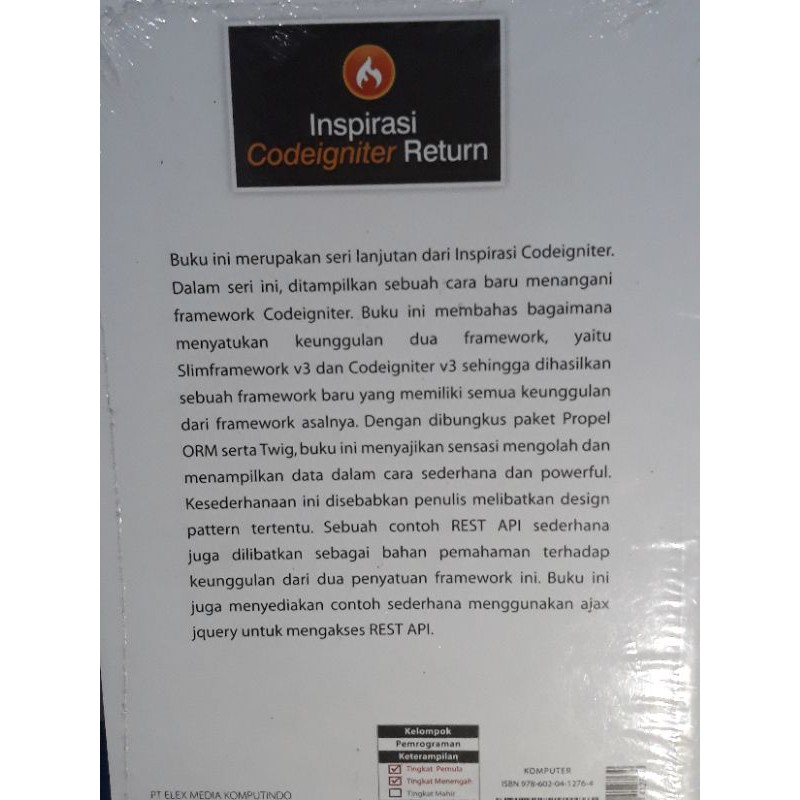 Inspirasi
Codeigniter Return
Buku ini merupakan seri lanjutan dari Inspirasi Codeigniter.
Dalam seri ini, ditampilkan sebuah cara baru menangani
framework Codeigniter. Buku ini membahas bagaimana
menyatukan keunggulan dua framework, yaitu
Slimframework v3 dan Codeigniter v3 sehingga dihasilkan
sebuah framework baru yang memiliki semua keunggulan
dari framework asalnya. Dengan dibungkus paket Propel
ORM serta Twig, buku ini menyajikan sensasi mengolah dan
menampilkan data dalam cara sederhana dan powerful.
Kesederhanaan ini disebabkan penulis melibatkan design
pattern tertentu. Sebuah contoh REST API sederhana
juga dilibatkan sebagai bahan pemahaman terhadap
keunggulan dari dua penyatuan framework ini. Buku ini
juga menyediakan contoh sederhana menggunakan ajax
jquery untuk mengakses REST API.
Kelompok
Pemrograman
Keterampilan
Tingkat Pemula
Tingkat Menengah
Tingkat Mahir
KOMPUTER
ISBN 978-602-04-1276-4
PT ELEX MEDIA KOMPUTINDO